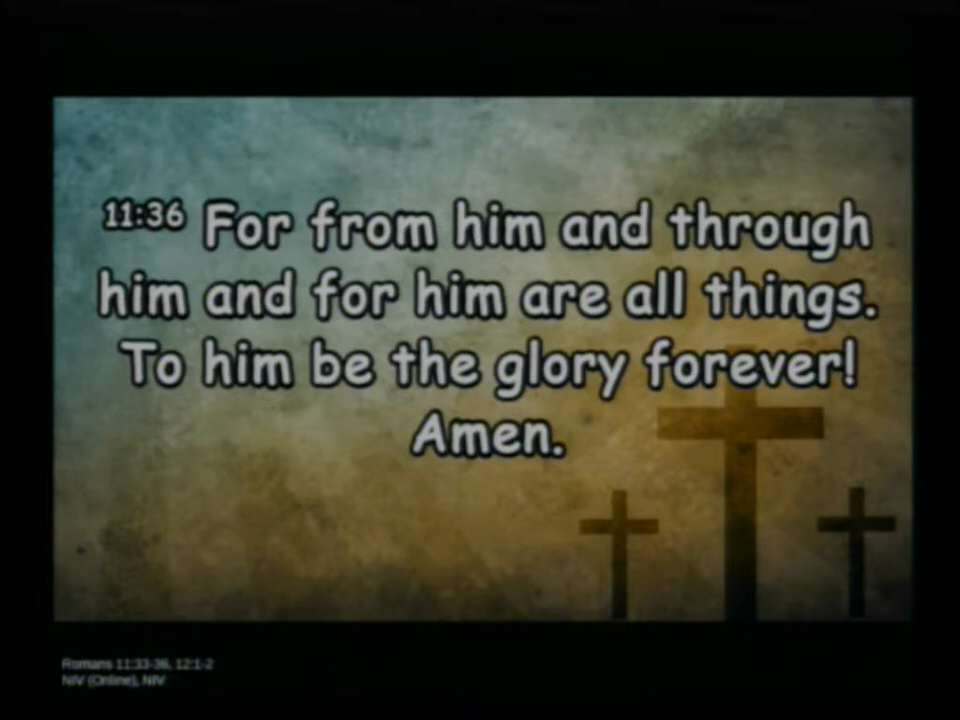 11:36 For from him and through
him and for him are all things.
To him be the glory forever!
Amen.
Romans 11:33-36, 12:1-2
NIV (Online), NIV